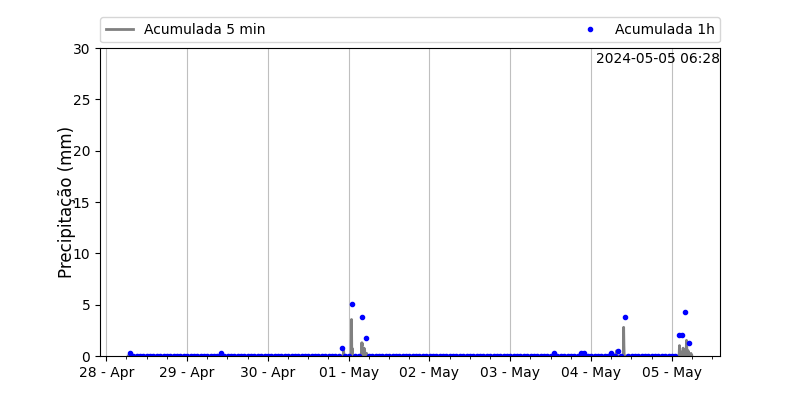 Acumulada 5 min
Acumulada 1h
2024-05-05 06:28
Precipitação (mm)
30
25
20
15
10
5
0
28 - Apr
29 - Apr
30 - Apr
01 - May
02 - May
03 - May
04 - May
05 - May